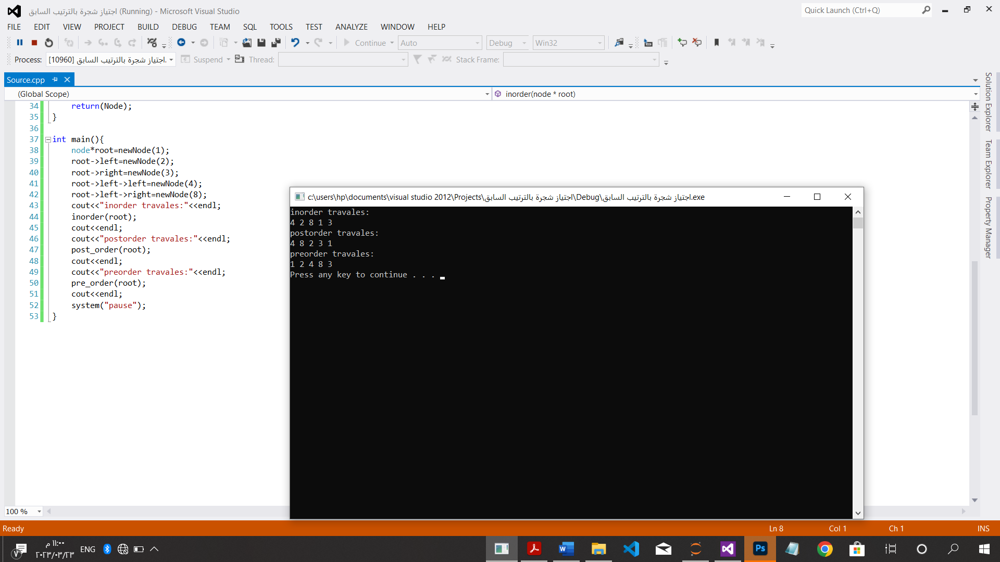 اجتياز شجرة بالترتيب السابق (Running) - Microsoft Visual Studio
Quick Launch (Ctrl+Q)
FILE EDIT VIEW PROJECT BUILD DEBUG TEAM SQL TOOLS TEST ANALYZE WINDOW HELP
Continue Auto Debug Win32
Process: [10960] اجتياز شجرة بالترتيب السابق. Suspend Thread: Stack Frame:
Source.cpp
(Global Scope) inorder(node * root)
34 return(Node);
35 }
36
37 int main(){
38 node*root=newNode(1);
39 root->left=newNode(2);
40 root->right=newNode(3);
41 root->left->left=newNode(4);
42 root->left->right=newNode(8);
43 cout<<"inorder travales:"<<endl;
44 inorder(root);
45 cout<<endl;
46 cout<<"postorder travales:"<<endl;
47 post_order(root);
48 cout<<endl;
49 cout<<"preorder travales:"<<endl;
50 pre_order(root);
51 cout<<endl;
52 system("pause");
53 }
c:\users\hp\documents\visual studio 2012\Projects\اجتياز شجرة بالترتيب السابق\Debug\اجتياز شجرة بالترتيب السابق.exe
inorder travales:
4 2 8 1 3
postorder travales:
4 8 2 3 1
preorder travales:
1 2 4 8 3
Press any key to continue . . .
Solution Explorer
Team Explorer
Property Manager
100 %
Ready Ln 8 Col 1 Ch 1 INS
٧
١١:٠٠ م
٢٠٢٣/٠٣/٢٣
ENG
W
Ps